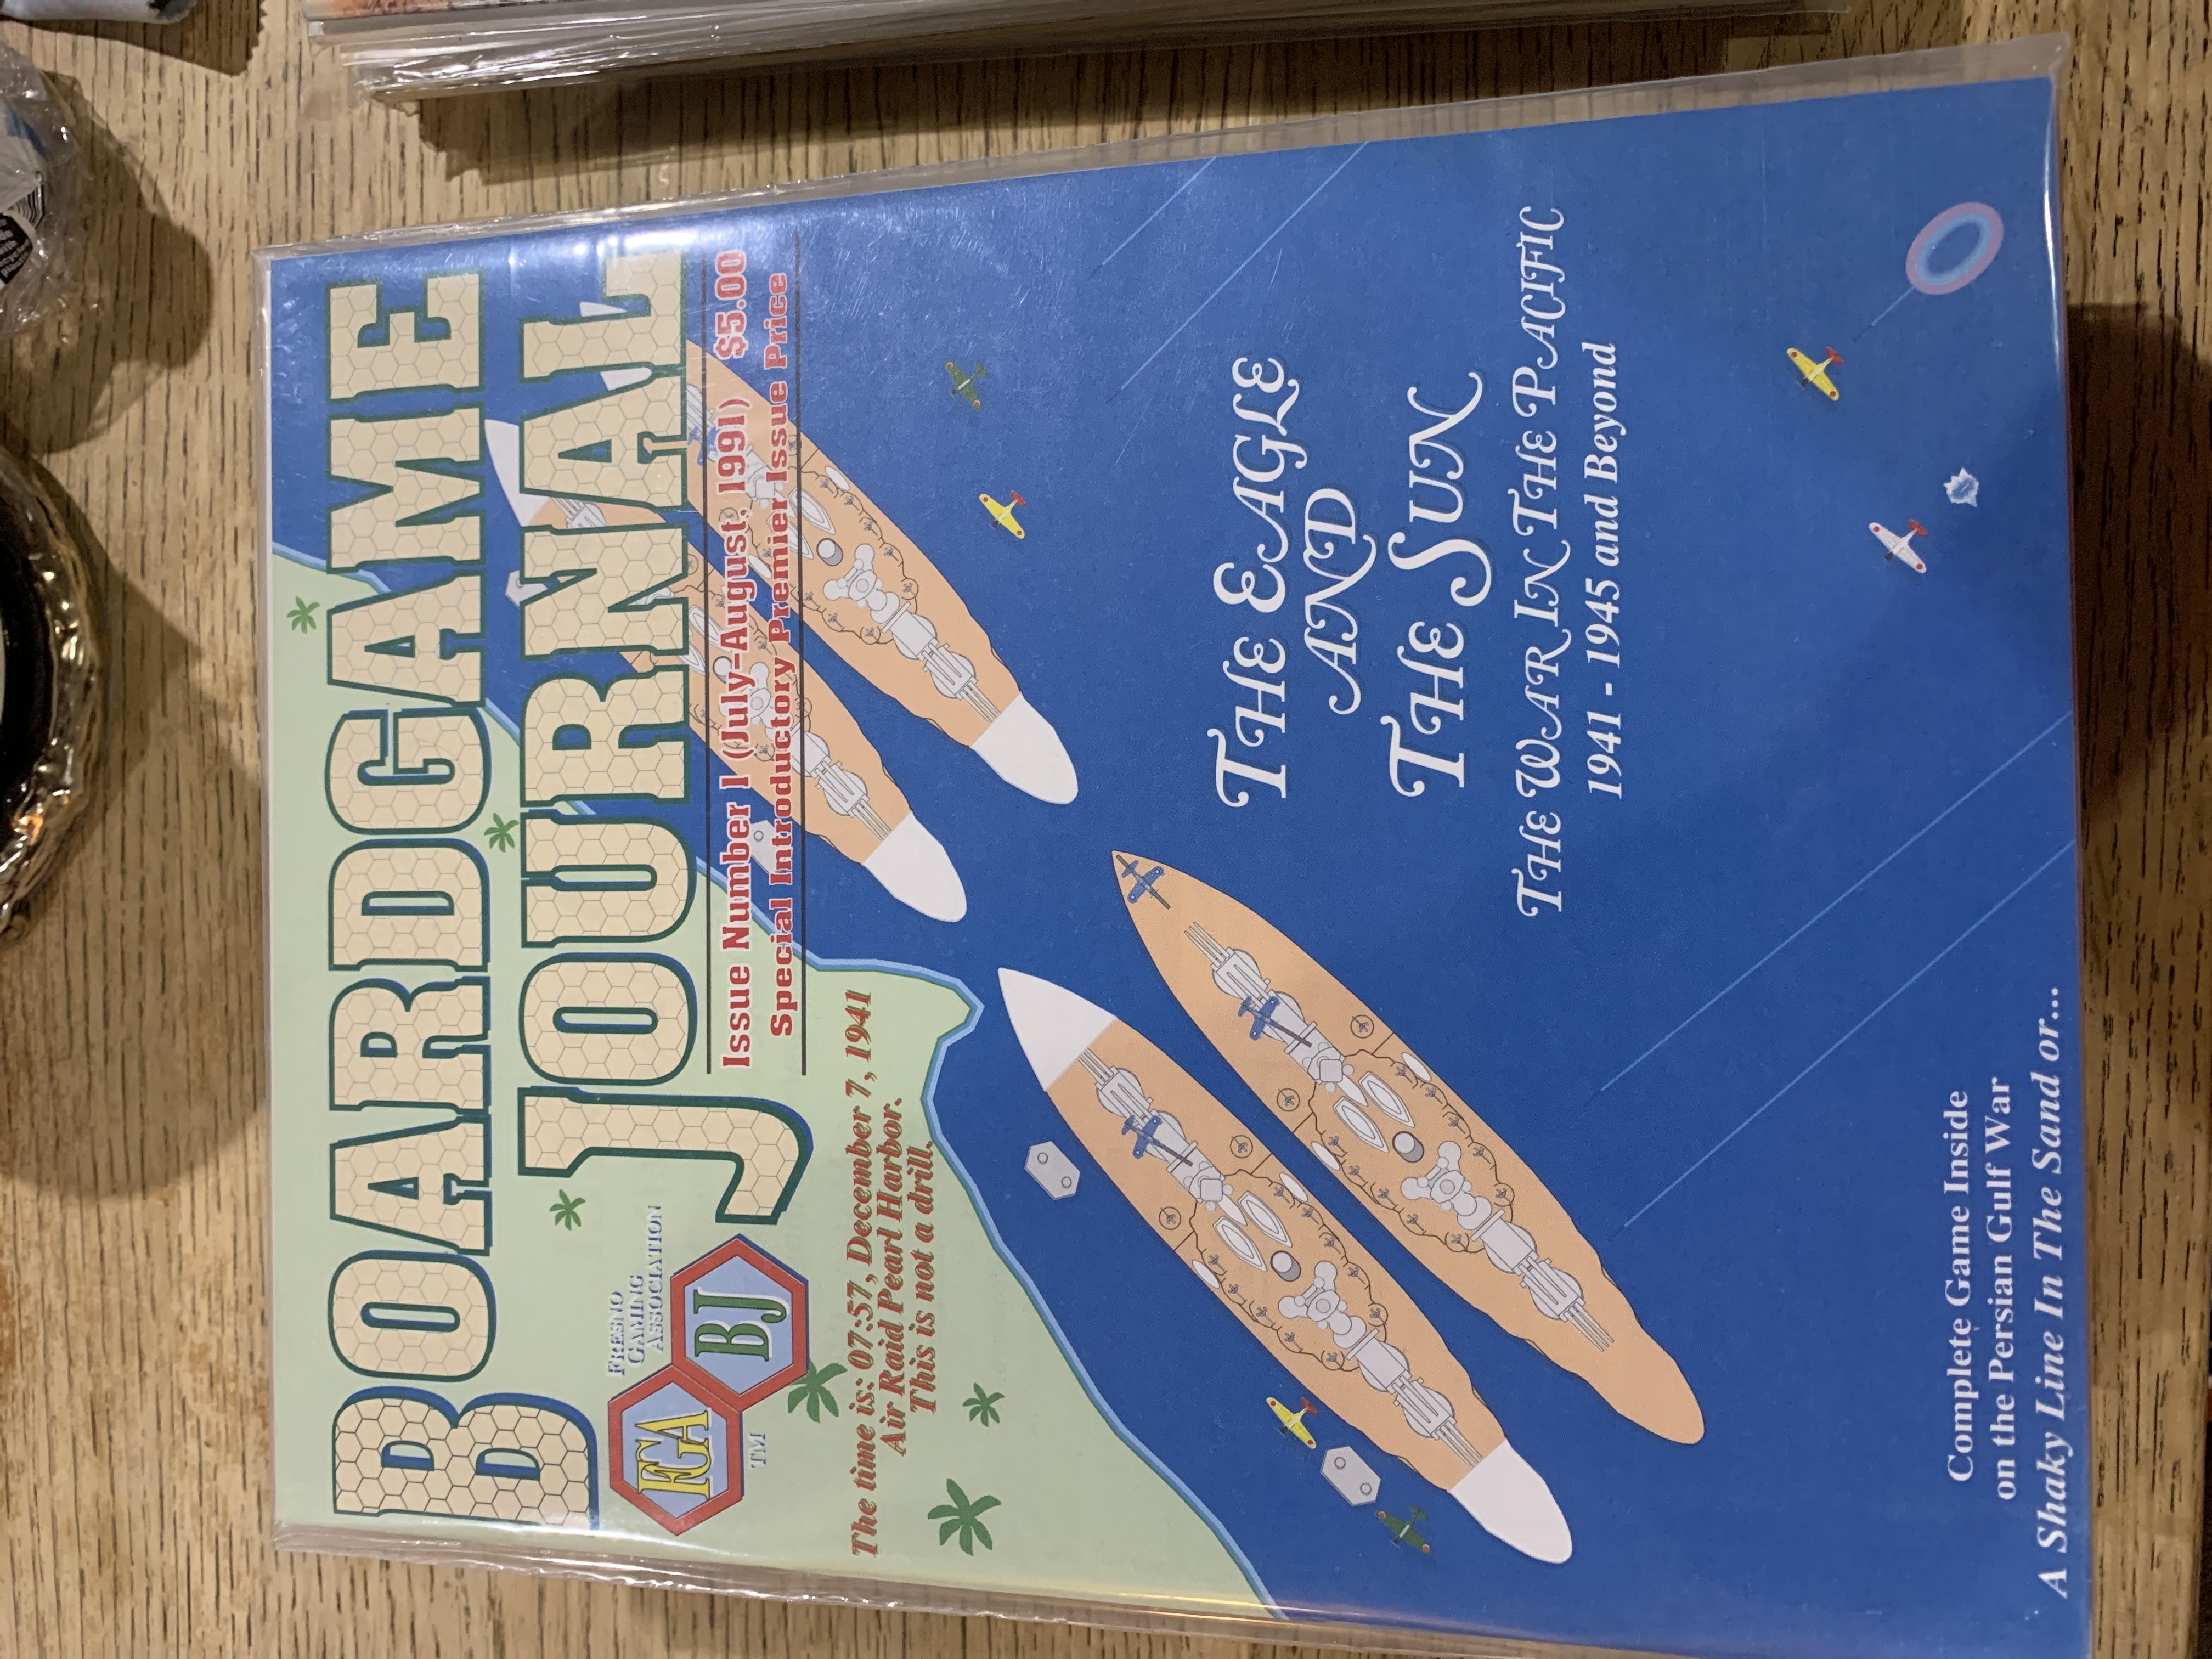 BOARDGAME
JOURNAL
Issue Number 1 (July-August, 1991) $5.00
Special Introductory Premier Issue Price
FRESNO
GAMING
ASSOCIATION
FGA
BJ
TM
The time is: 07:57, December 7, 1941
Air Raid Pearl Harbor.
This is not a drill.
THE EAGLE
AND
THE SUN
THE WAR IN THE PACIFIC
1941 - 1945 and Beyond
Complete Game Inside
on the Persian Gulf War
A Shaky Line In The Sand or...